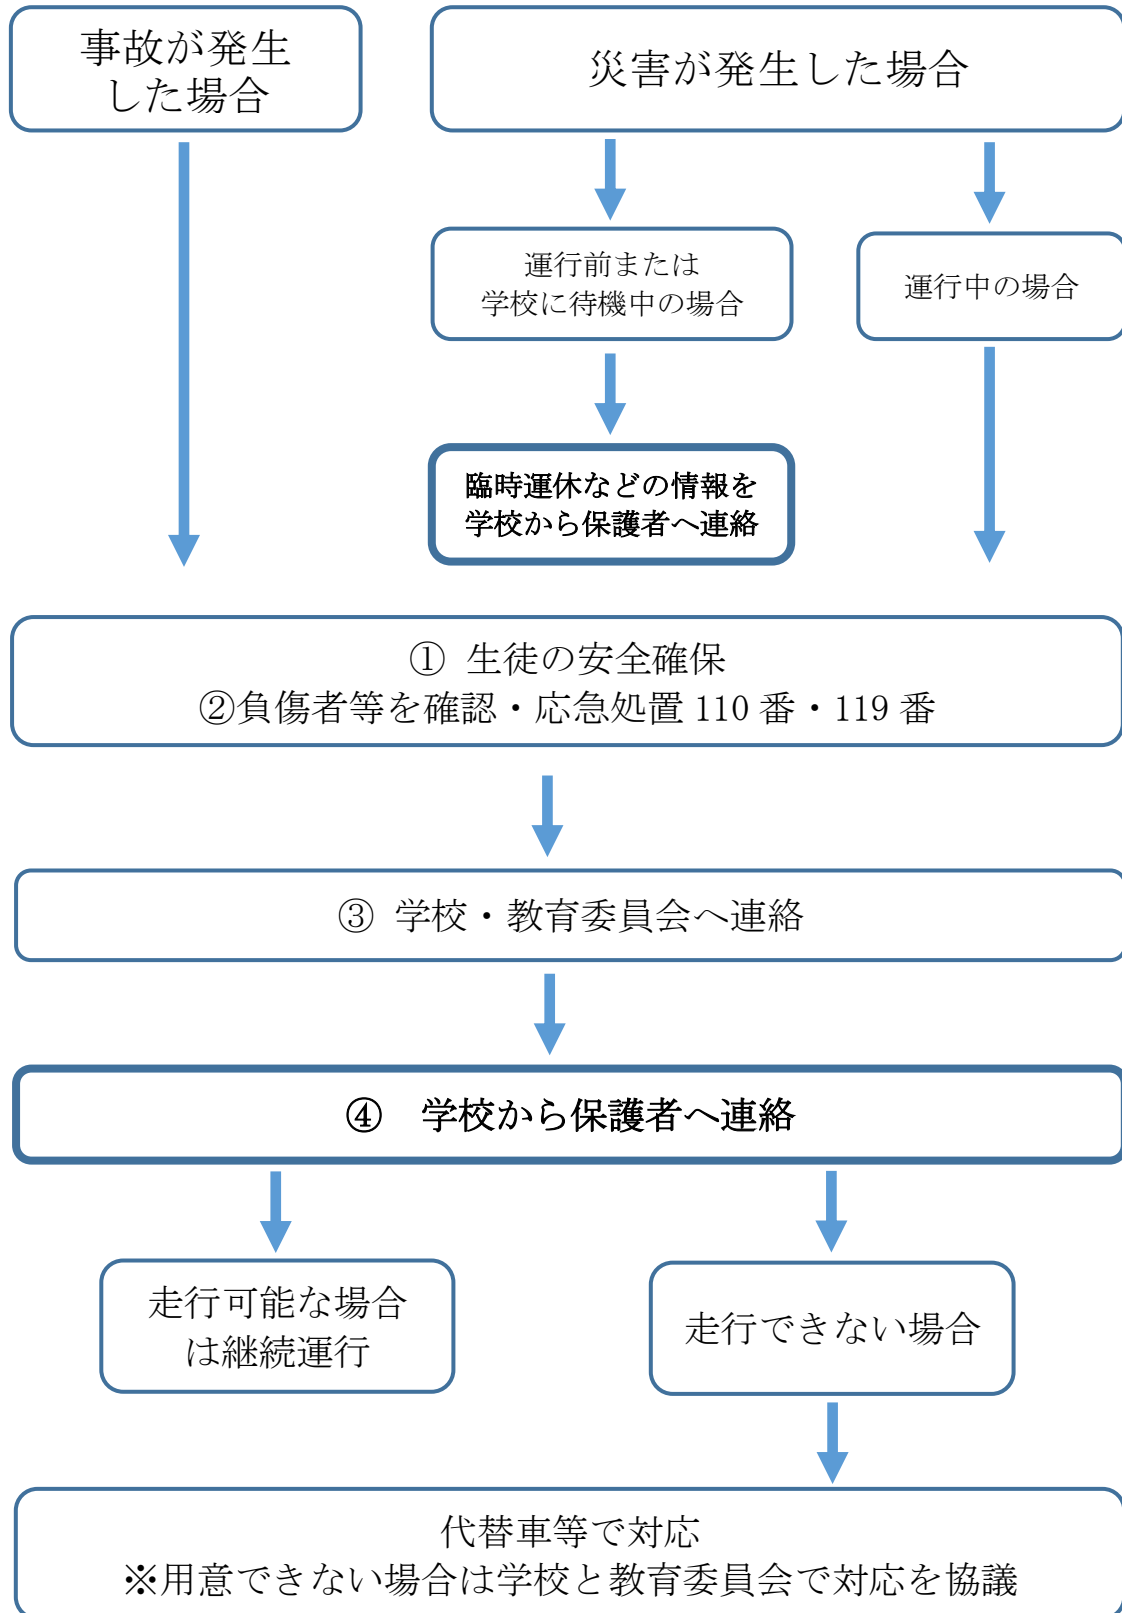 事故が発生
した場合
災害が発生した場合
運行前または
学校に待機中の場合
運行中の場合
臨時運休などの情報を
学校から保護者へ連絡
① 生徒の安全確保
②負傷者等を確認・応急処置 110 番・119 番
③ 学校・教育委員会へ連絡
④　学校から保護者へ連絡
走行可能な場合
は継続運行
走行できない場合
代替車等で対応
※用意できない場合は学校と教育委員会で対応を協議